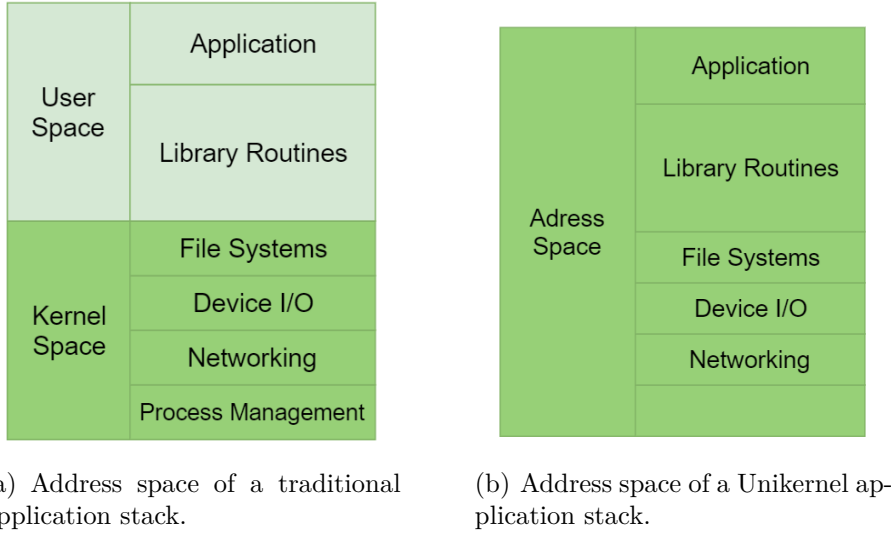 User
Space
Application
Library Routines
Kernel
Space
File Systems
Device I/O
Networking
Process Management
a) Address space of a traditional
pplication stack.
Adress
Space
Application
Library Routines
File Systems
Device I/O
Networking
(b) Address space of a Unikernel ap-
plication stack.